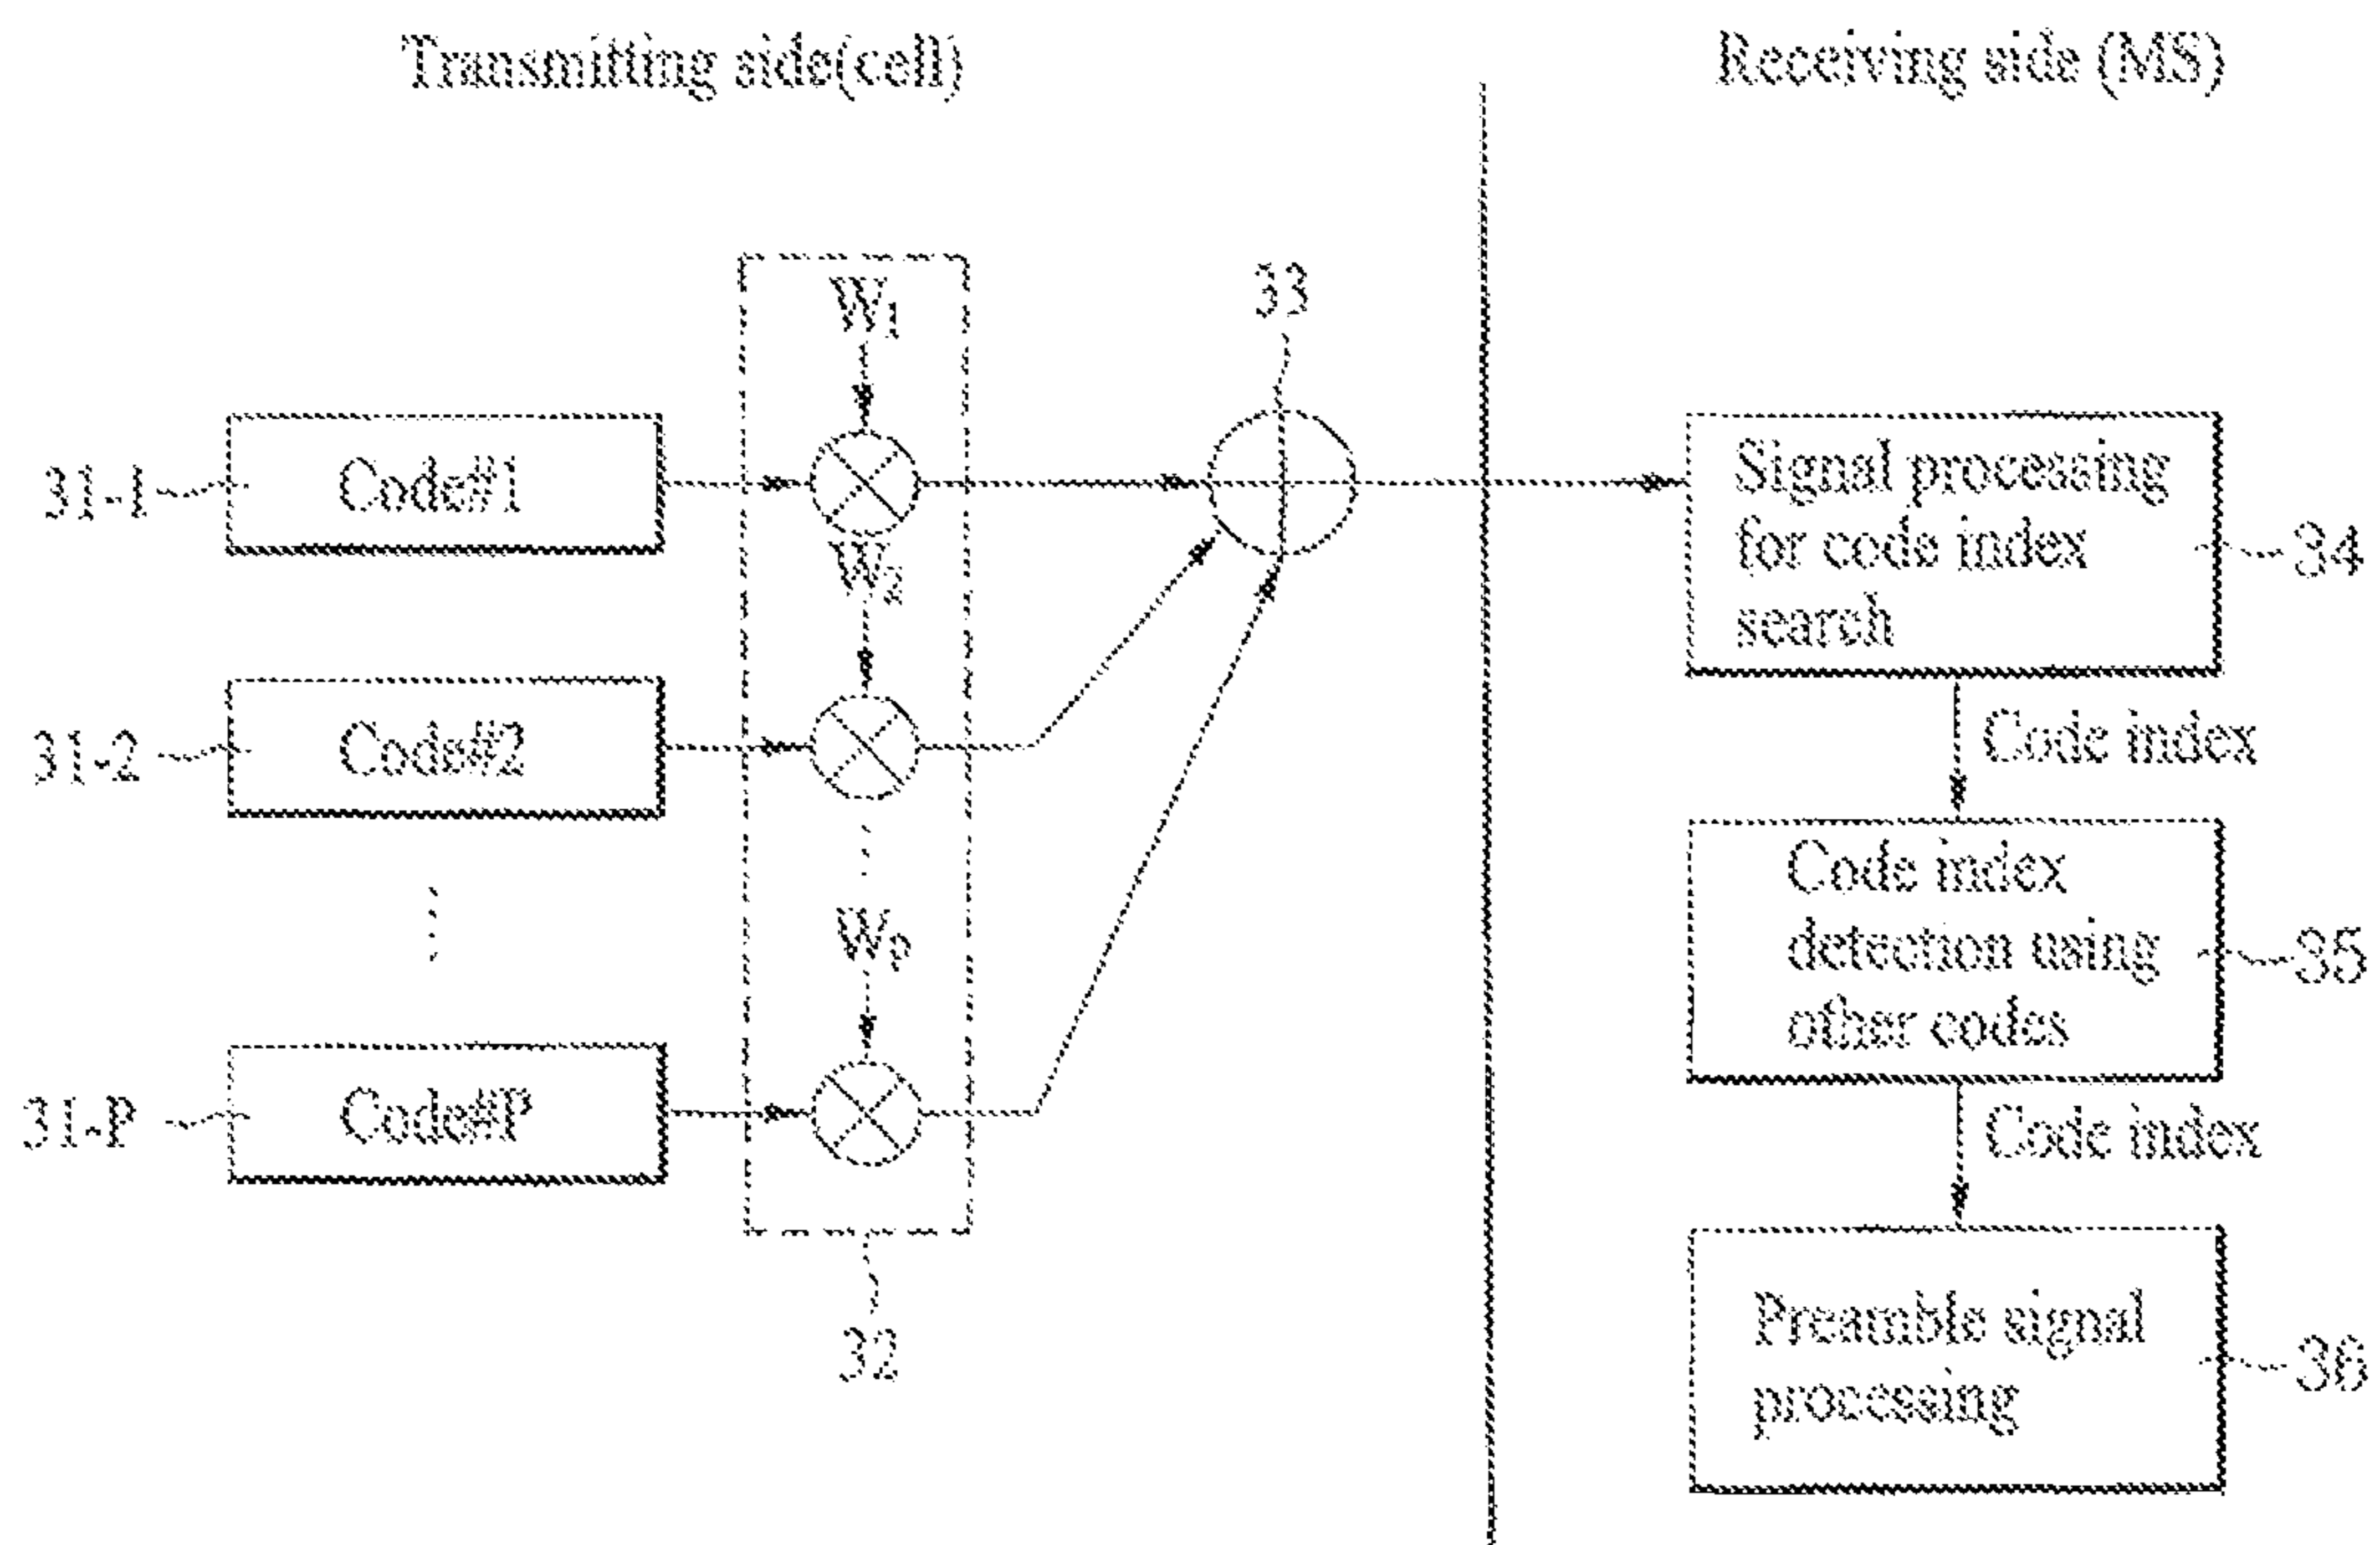 Transmitting side(cell)
Receiving side (MS)
W1
33
31-1
Code#1
Signal processing
for code index
search
34
W2
31-2
Code#2
Code index
Code index
detection using
other codes
35
WP
31-P
Code#P
Code index
32
Preamble signal
processing
36